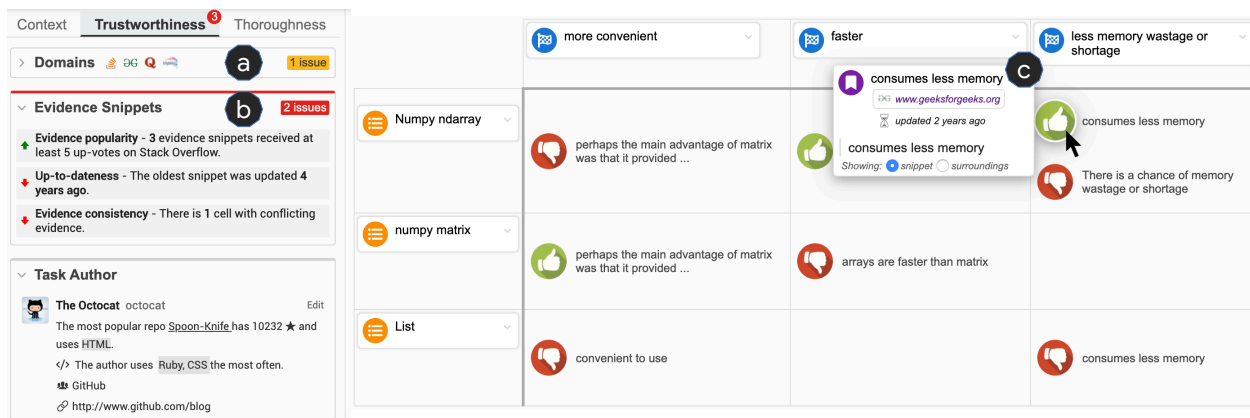 Context Trustworthiness 3 Thoroughness
Domains a 1 issue
Evidence Snippets b 2 issues
Evidence popularity - 3 evidence snippets received at
least 5 up-votes on Stack Overflow.
Up-to-dateness - The oldest snippet was updated 4
years ago.
Evidence consistency - There is 1 cell with conflicting
evidence.
Task Author
The Octocat octocat Edit
The most popular repo Spoon-Knife has 10232 ★ and
uses HTML.
</> The author uses Ruby, CSS the most often.
GitHub
http://www.github.com/blog
more convenient
faster
less memory wastage or
shortage
c
consumes less memory
www.geeksforgeeks.org
updated 2 years ago
consumes less memory
Showing: snippet surroundings
Numpy ndarray
perhaps the main advantage of matrix
was that it provided ...
consumes less memory
There is a chance of memory
wastage or shortage
numpy matrix
perhaps the main advantage of matrix
was that it provided ...
arrays are faster than matrix
List
convenient to use
consumes less memory